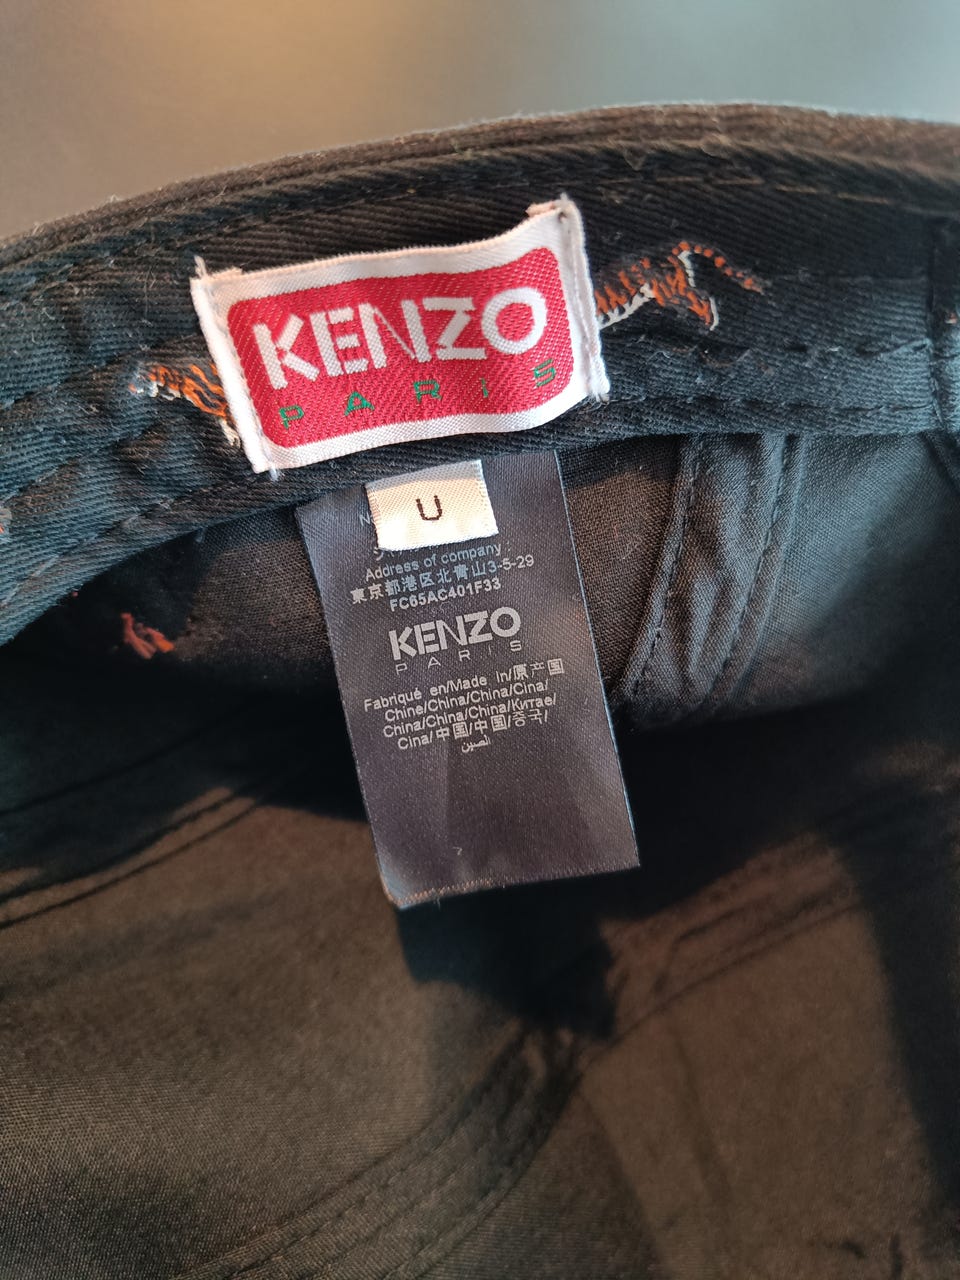 KENZO
PARIS
U
Address of company
東京都港区北青山3-5-29
FC65AC401F33
KENZO
PARIS
Fabriqué en/Made In/原产国
Chine/China/China/Cina/
China/China/China/Китае/
Cina/中国/中国/중국/
الصين